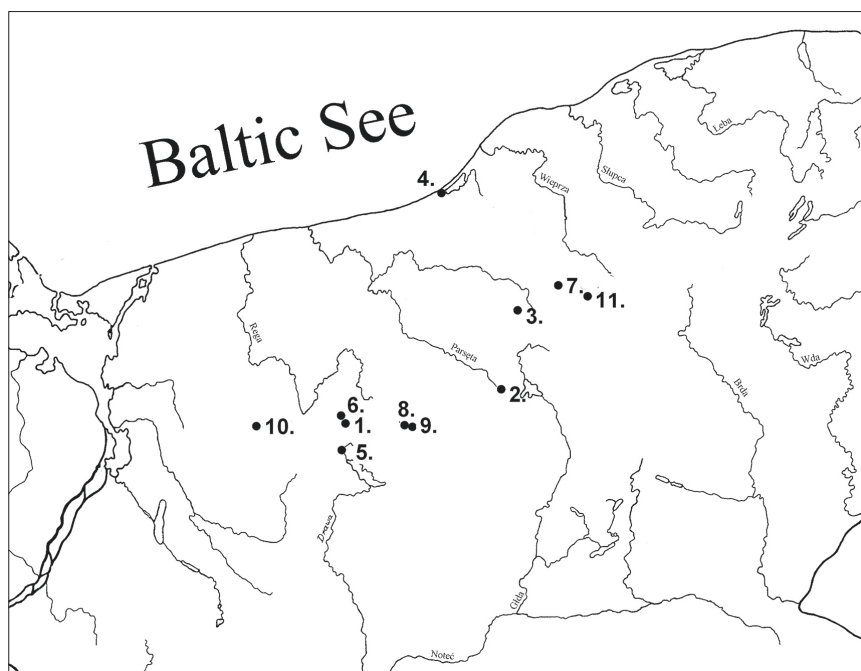 Baltic See
Łeba
Słupca
Wieprza
4.
7.
11.
3.
Rega
Parsęta
Wda
Brda
2.
6.
8.
1.
9.
10.
5.
Drawa
Głda
Noteć